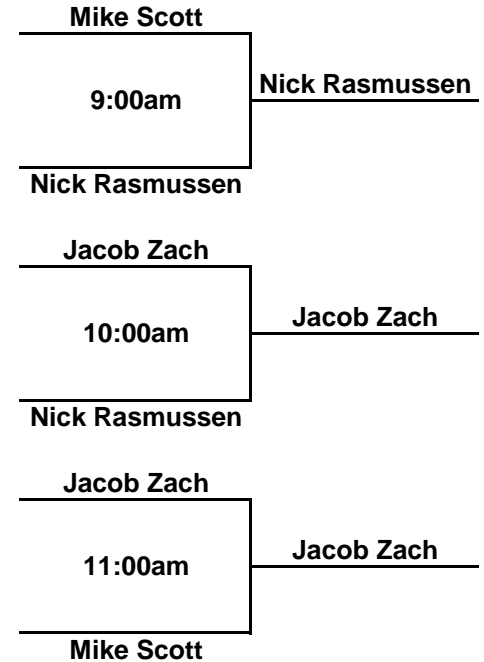 Mike Scott
Nick Rasmussen
9:00am
Nick Rasmussen
Jacob Zach
Jacob Zach
10:00am
Nick Rasmussen
Jacob Zach
Jacob Zach
11:00am
Mike Scott